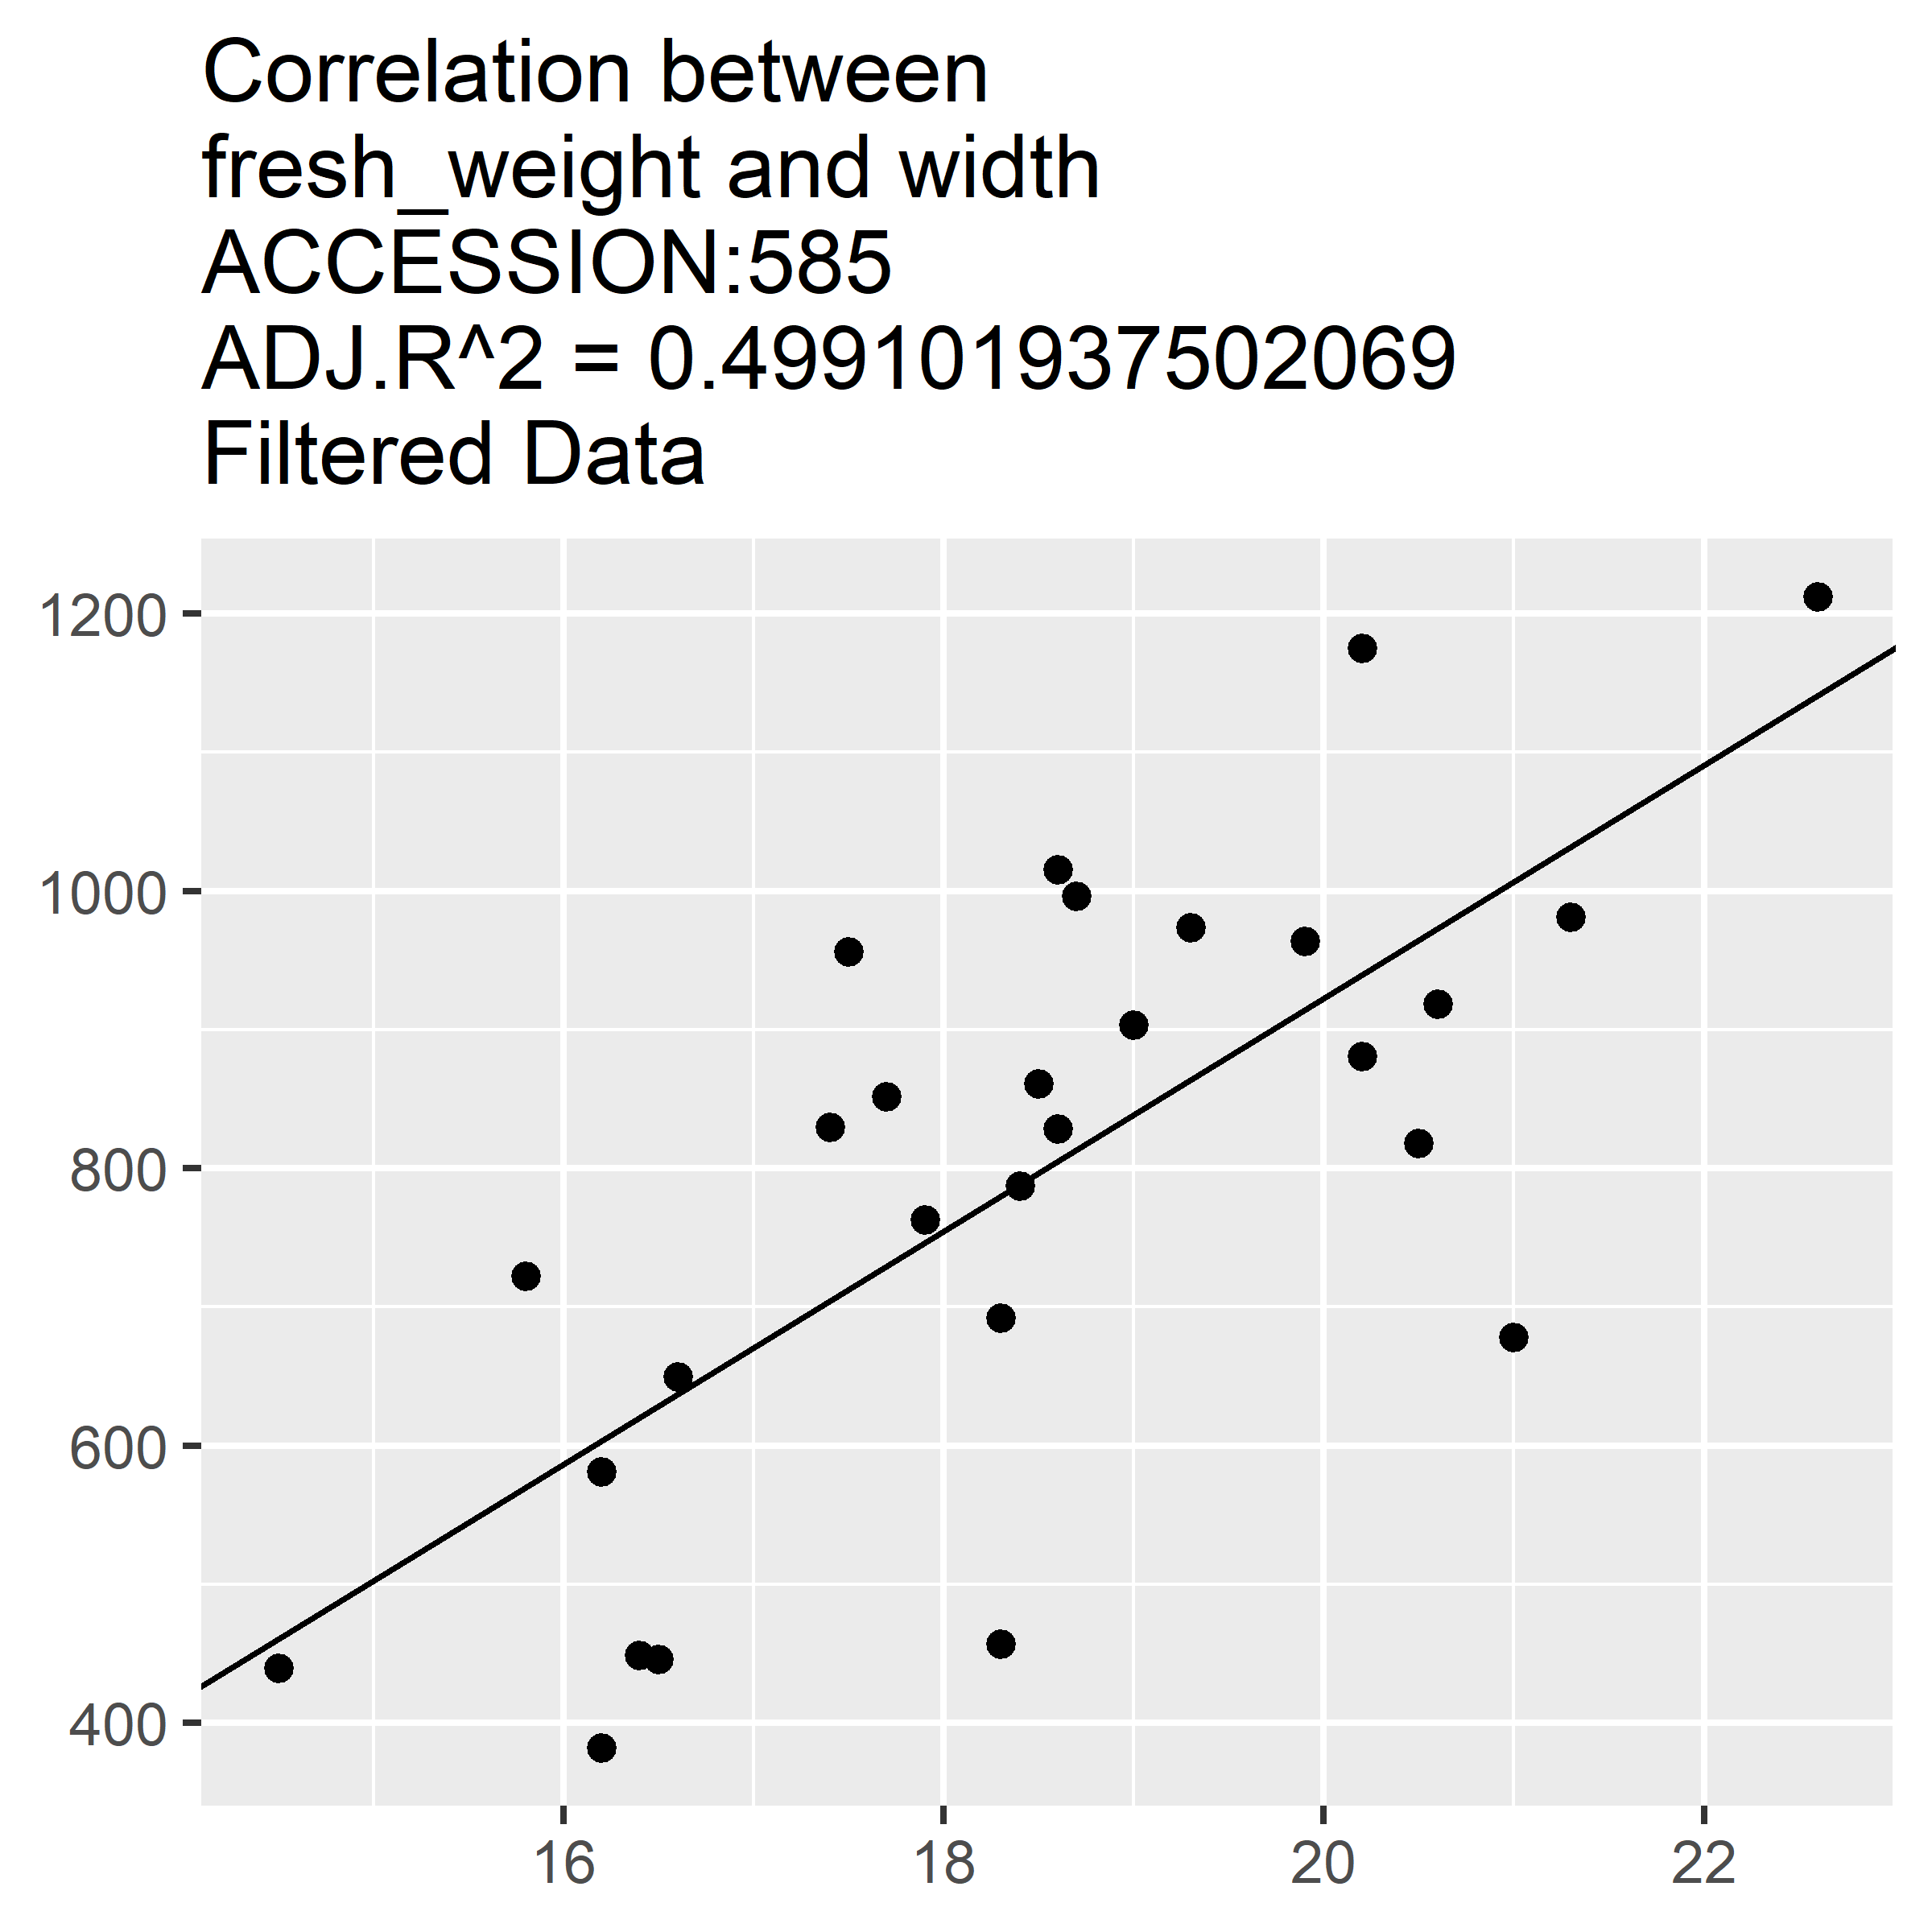 Correlation between
fresh_weight and width
ACCESSION:585
ADJ.R^2 = 0.499101937502069
Filtered Data
1200
1000
800
600
400
16 18 20 22